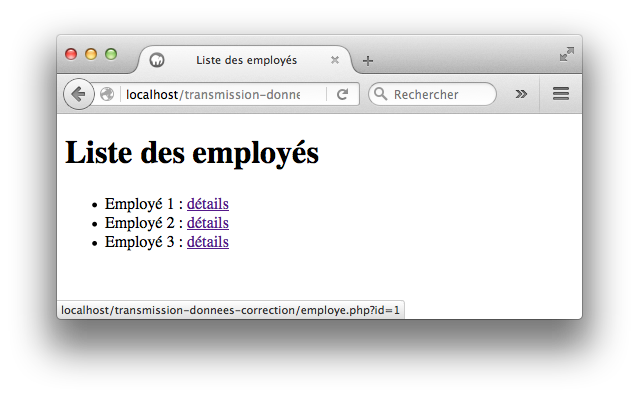 Liste des employés
localhost/transmission-donne
Rechercher
Liste des employés
Employé 1 : détails
Employé 2 : détails
Employé 3 : détails
localhost/transmission-donnees-correction/employe.php?id=1